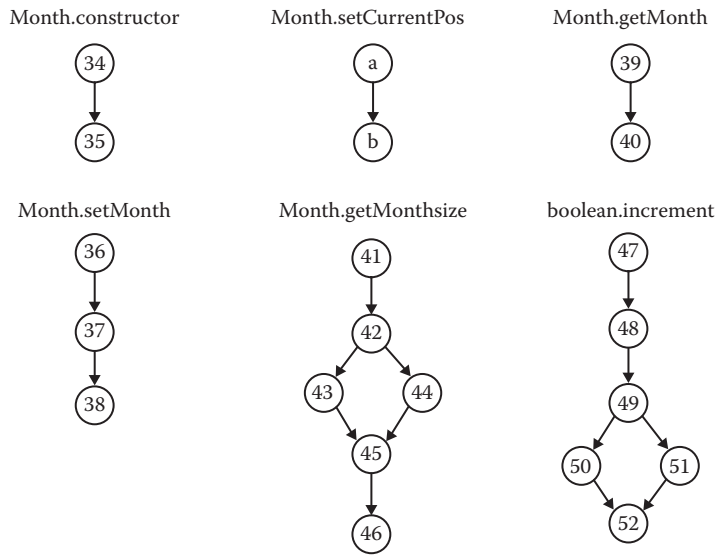 Month.constructor
Month.setCurrentPos
Month.getMonth
34
a
39
35
b
40
Month.setMonth
Month.getMonthsize
boolean.increment
36
41
47
37
42
48
38
43
44
49
45
50
51
46
52